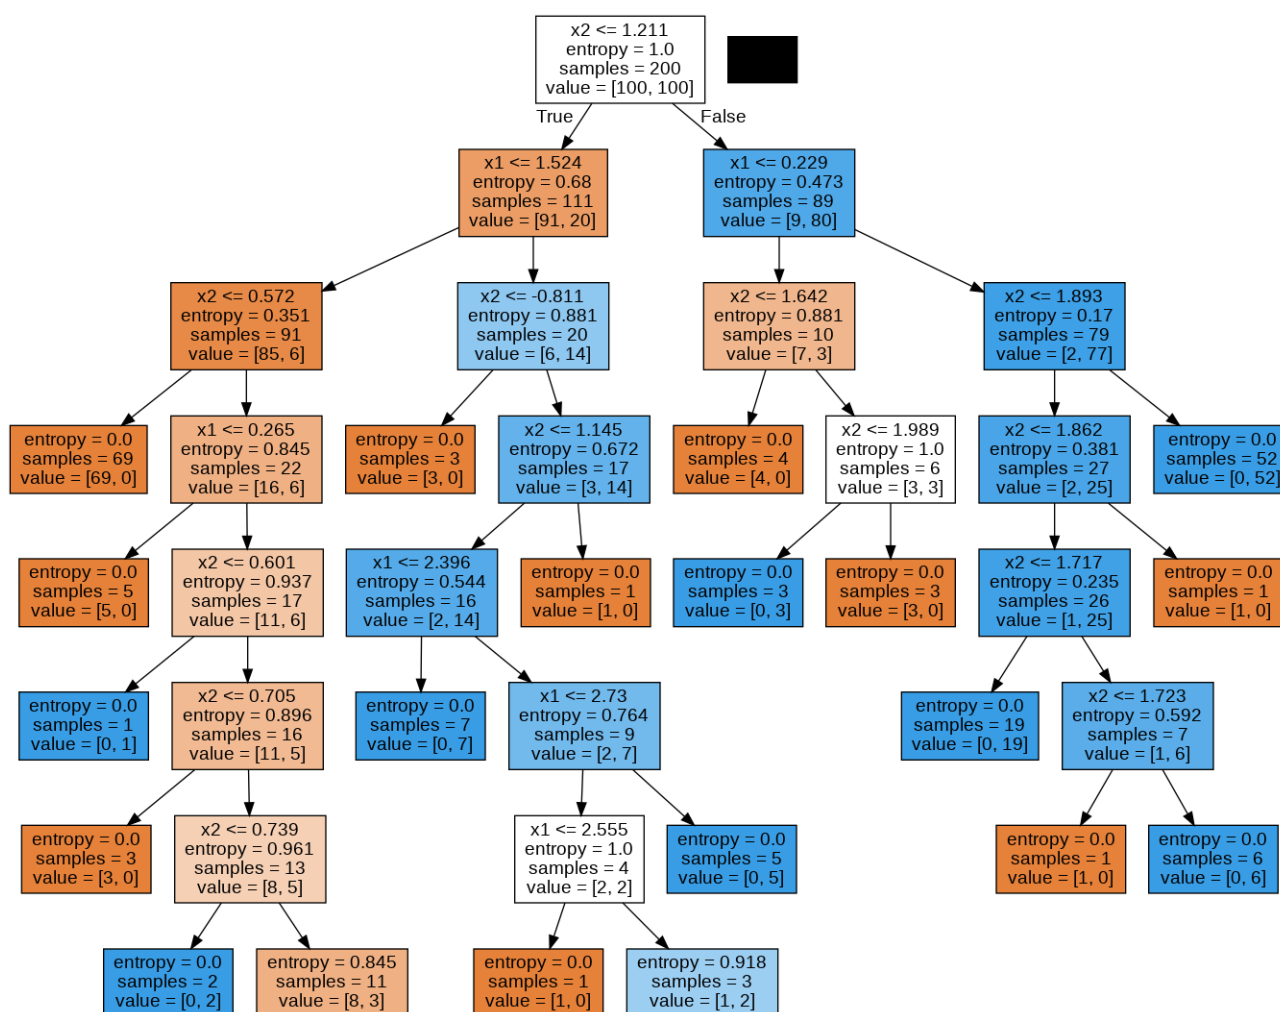 x2 <= 1.211
entropy = 1.0
samples = 200
value = [100, 100]
True
False
x1 <= 1.524
entropy = 0.68
samples = 111
value = [91, 20]
x1 <= 0.229
entropy = 0.473
samples = 89
value = [9, 80]
x2 <= 0.572
entropy = 0.351
samples = 91
value = [85, 6]
x2 <= -0.811
entropy = 0.881
samples = 20
value = [6, 14]
x2 <= 1.642
entropy = 0.881
samples = 10
value = [7, 3]
x2 <= 1.893
entropy = 0.17
samples = 79
value = [2, 77]
entropy = 0.0
samples = 69
value = [69, 0]
x1 <= 0.265
entropy = 0.845
samples = 22
value = [16, 6]
entropy = 0.0
samples = 3
value = [3, 0]
x2 <= 1.145
entropy = 0.672
samples = 17
value = [3, 14]
entropy = 0.0
samples = 4
value = [4, 0]
x2 <= 1.989
entropy = 1.0
samples = 6
value = [3, 3]
x2 <= 1.862
entropy = 0.381
samples = 27
value = [2, 25]
entropy = 0.0
samples = 52
value = [0, 52]
entropy = 0.0
samples = 5
value = [5, 0]
x2 <= 0.601
entropy = 0.937
samples = 17
value = [11, 6]
x1 <= 2.396
entropy = 0.544
samples = 16
value = [2, 14]
entropy = 0.0
samples = 1
value = [1, 0]
entropy = 0.0
samples = 3
value = [0, 3]
entropy = 0.0
samples = 3
value = [3, 0]
x2 <= 1.717
entropy = 0.235
samples = 26
value = [1, 25]
entropy = 0.0
samples = 1
value = [1, 0]
entropy = 0.0
samples = 1
value = [0, 1]
x2 <= 0.705
entropy = 0.896
samples = 16
value = [11, 5]
entropy = 0.0
samples = 7
value = [0, 7]
x1 <= 2.73
entropy = 0.764
samples = 9
value = [2, 7]
entropy = 0.0
samples = 19
value = [0, 19]
x2 <= 1.723
entropy = 0.592
samples = 7
value = [1, 6]
entropy = 0.0
samples = 3
value = [3, 0]
x2 <= 0.739
entropy = 0.961
samples = 13
value = [8, 5]
x1 <= 2.555
entropy = 1.0
samples = 4
value = [2, 2]
entropy = 0.0
samples = 5
value = [0, 5]
entropy = 0.0
samples = 1
value = [1, 0]
entropy = 0.0
samples = 6
value = [0, 6]
entropy = 0.0
samples = 2
value = [0, 2]
entropy = 0.845
samples = 11
value = [8, 3]
entropy = 0.0
samples = 1
value = [1, 0]
entropy = 0.918
samples = 3
value = [1, 2]